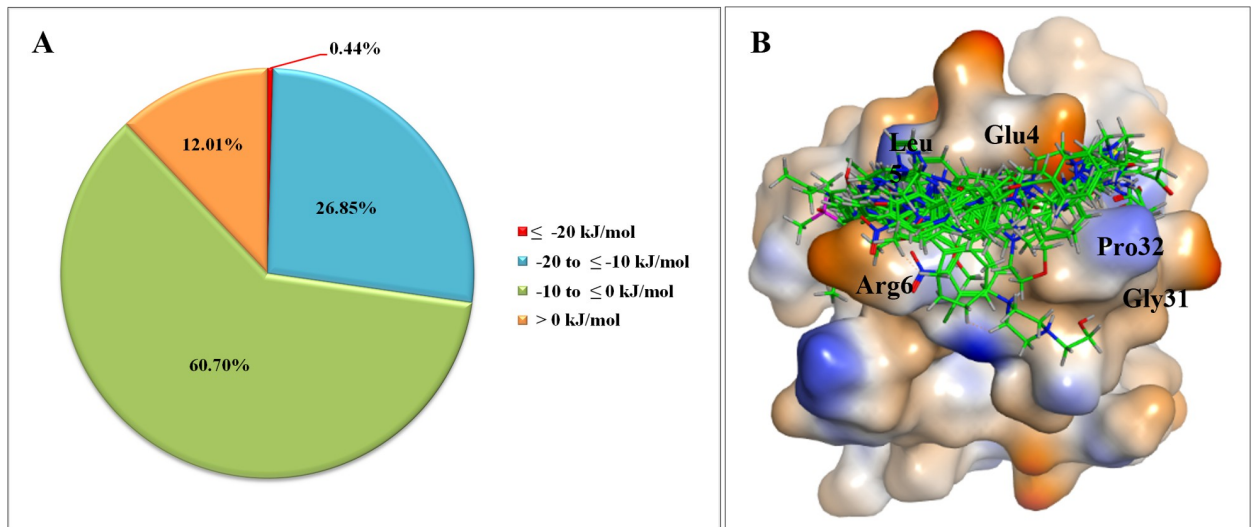 A
0.44%
12.01%
26.85%
60.70%
≤ -20 kJ/mol
-20 to ≤ -10 kJ/mol
-10 to ≤ 0 kJ/mol
> 0 kJ/mol
B
Leu
5
Glu4
Pro32
Arg6
Gly31